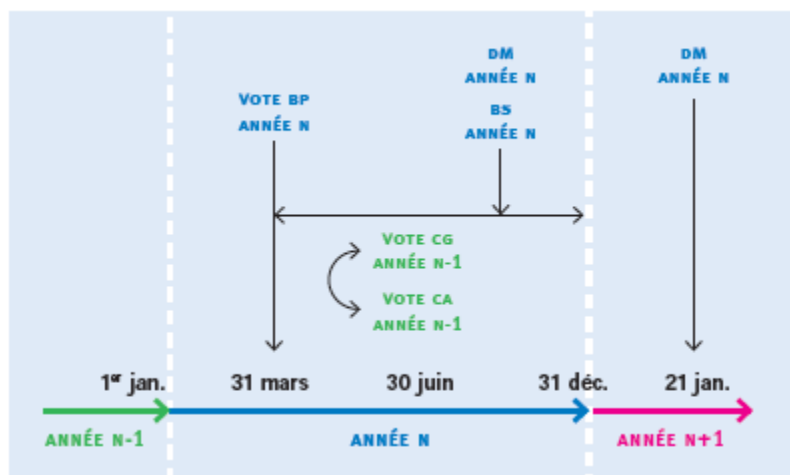 DM
ANNÉE N
DM
ANNÉE N
VOTE BP
ANNÉE N
BS
ANNÉE N
VOTE CG
ANNÉE N-1
VOTE CA
ANNÉE N-1
1er jan.
31 mars
30 juin
31 déc.
21 jan.
ANNÉE N-1
ANNÉE N
ANNÉE N+1